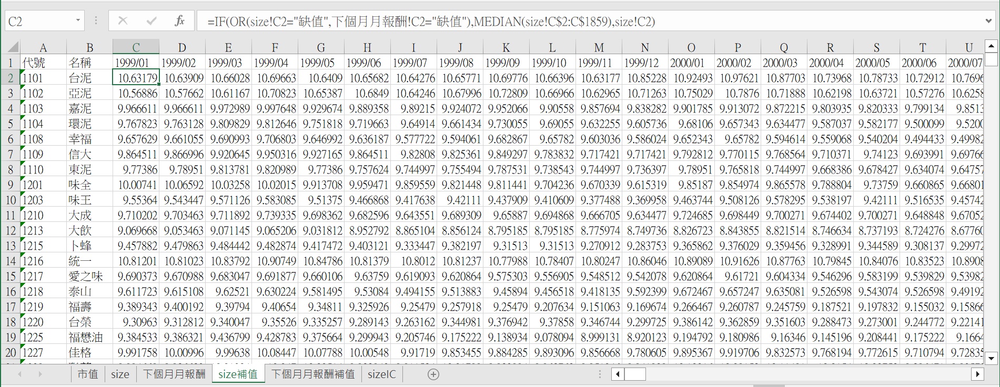 C2 fx =IF(OR(size!C2="缺值",下個月月報酬!C2="缺值"),MEDIAN(size!C$2:C$1859),size!C2)
A B C D E F G H I J K L M N O P Q R S T U
1 代號 名稱 1999/01 1999/02 1999/03 1999/04 1999/05 1999/06 1999/07 1999/08 1999/09 1999/10 1999/11 1999/12 2000/01 2000/02 2000/03 2000/04 2000/05 2000/06 2000/07
2 1101 台泥 10.63179 10.63909 10.66028 10.69663 10.6409 10.65682 10.64276 10.65771 10.69776 10.66396 10.63177 10.85228 10.92493 10.97621 10.87703 10.73968 10.78733 10.72912 10.7696
3 1102 亞泥 10.56886 10.57662 10.61167 10.70823 10.65387 10.6849 10.64246 10.67996 10.72809 10.66966 10.62965 10.71263 10.75029 10.7876 10.71888 10.62198 10.63721 10.57276 10.6258
4 1103 嘉泥 9.966611 9.966611 9.972989 9.997648 9.929674 9.889358 9.89215 9.924072 9.952066 9.90558 9.857694 9.838282 9.901785 9.913072 9.872215 9.803935 9.820333 9.799134 9.8513
5 1104 環泥 9.767823 9.763128 9.809829 9.812646 9.751818 9.719663 9.64914 9.661434 9.730055 9.69055 9.632255 9.605736 9.68106 9.657343 9.634477 9.587037 9.582177 9.500099 9.5200
6 1108 幸福 9.657629 9.661055 9.690993 9.706803 9.646992 9.636187 9.577722 9.594061 9.682867 9.65782 9.603036 9.586024 9.652343 9.65782 9.594614 9.559068 9.540204 9.494433 9.49982
7 1109 信大 9.864511 9.866996 9.920645 9.950316 9.927165 9.864511 9.82808 9.825361 9.849297 9.783832 9.717421 9.717421 9.792812 9.770115 9.768564 9.710371 9.74123 9.693991 9.69766
8 1110 東泥 9.77386 9.78951 9.813781 9.820989 9.77386 9.757624 9.744997 9.755494 9.787531 9.738543 9.744997 9.736397 9.78951 9.765818 9.744997 9.668386 9.678427 9.634074 9.64757
9 1201 味全 10.00741 10.06592 10.03258 10.02015 9.913708 9.959471 9.859559 9.821448 9.811441 9.704236 9.670339 9.615319 9.85187 9.854974 9.865578 9.788804 9.73759 9.660865 9.66801
10 1203 味王 9.55364 9.543447 9.571126 9.583085 9.51375 9.466868 9.417638 9.42111 9.437909 9.410609 9.377488 9.369958 9.463744 9.508126 9.578295 9.538197 9.42111 9.516535 9.45742
11 1210 大成 9.710202 9.703463 9.711892 9.739335 9.698362 9.682596 9.643551 9.689309 9.65887 9.694868 9.666705 9.634477 9.724685 9.698449 9.700271 9.674402 9.700271 9.648848 9.67052
12 1213 大飲 9.069668 9.053463 9.071145 9.065206 9.031812 8.952792 8.865104 8.856124 8.795185 8.795185 8.775974 8.749736 8.826723 8.843855 8.821514 8.746634 8.737193 8.724276 8.67760
13 1215 卜蜂 9.457882 9.479863 9.484442 9.482874 9.417472 9.403121 9.333447 9.382197 9.31513 9.31513 9.270912 9.283753 9.365862 9.376029 9.359456 9.328991 9.344589 9.308137 9.29972
14 1216 統一 10.81201 10.81023 10.83792 10.90749 10.84786 10.81379 10.8012 10.81237 10.77988 10.78407 10.80247 10.86046 10.89089 10.91626 10.87763 10.79845 10.84076 10.83523 10.8908
15 1217 愛之味 9.690373 9.670988 9.683047 9.691877 9.660106 9.63759 9.619093 9.620864 9.575303 9.556905 9.548512 9.542078 9.620864 9.61721 9.604334 9.546296 9.583199 9.539829 9.53982
16 1218 泰山 9.611723 9.615108 9.62521 9.630224 9.581495 9.53084 9.494155 9.513883 9.45894 9.456518 9.418135 9.592399 9.672467 9.657247 9.635081 9.526598 9.543074 9.526598 9.49192
17 1219 福壽 9.389343 9.400192 9.39794 9.40654 9.34811 9.325926 9.25479 9.257918 9.25479 9.207634 9.151063 9.169674 9.266467 9.260787 9.245759 9.187521 9.197832 9.155032 9.15866
18 1220 台榮 9.30963 9.312812 9.340047 9.35526 9.335257 9.289143 9.263162 9.344981 9.376942 9.37858 9.346744 9.299725 9.386142 9.362859 9.351603 9.288473 9.273001 9.244772 9.22141
19 1225 福懋油 9.384533 9.386321 9.436799 9.428783 9.375664 9.299943 9.205746 9.175222 9.138934 9.078094 8.999131 8.920123 9.194792 9.180986 9.16346 9.145196 9.208441 9.175222 9.1664
20 1227 佳格 9.991758 10.00996 9.99638 10.08447 10.07788 10.00548 9.91719 9.853455 9.884285 9.893096 9.856668 9.780605 9.895367 9.919706 9.832573 9.768194 9.772615 9.710794 9.72835
市值 size 下個月月報酬 size補值 下個月月報酬補值 sizeIC